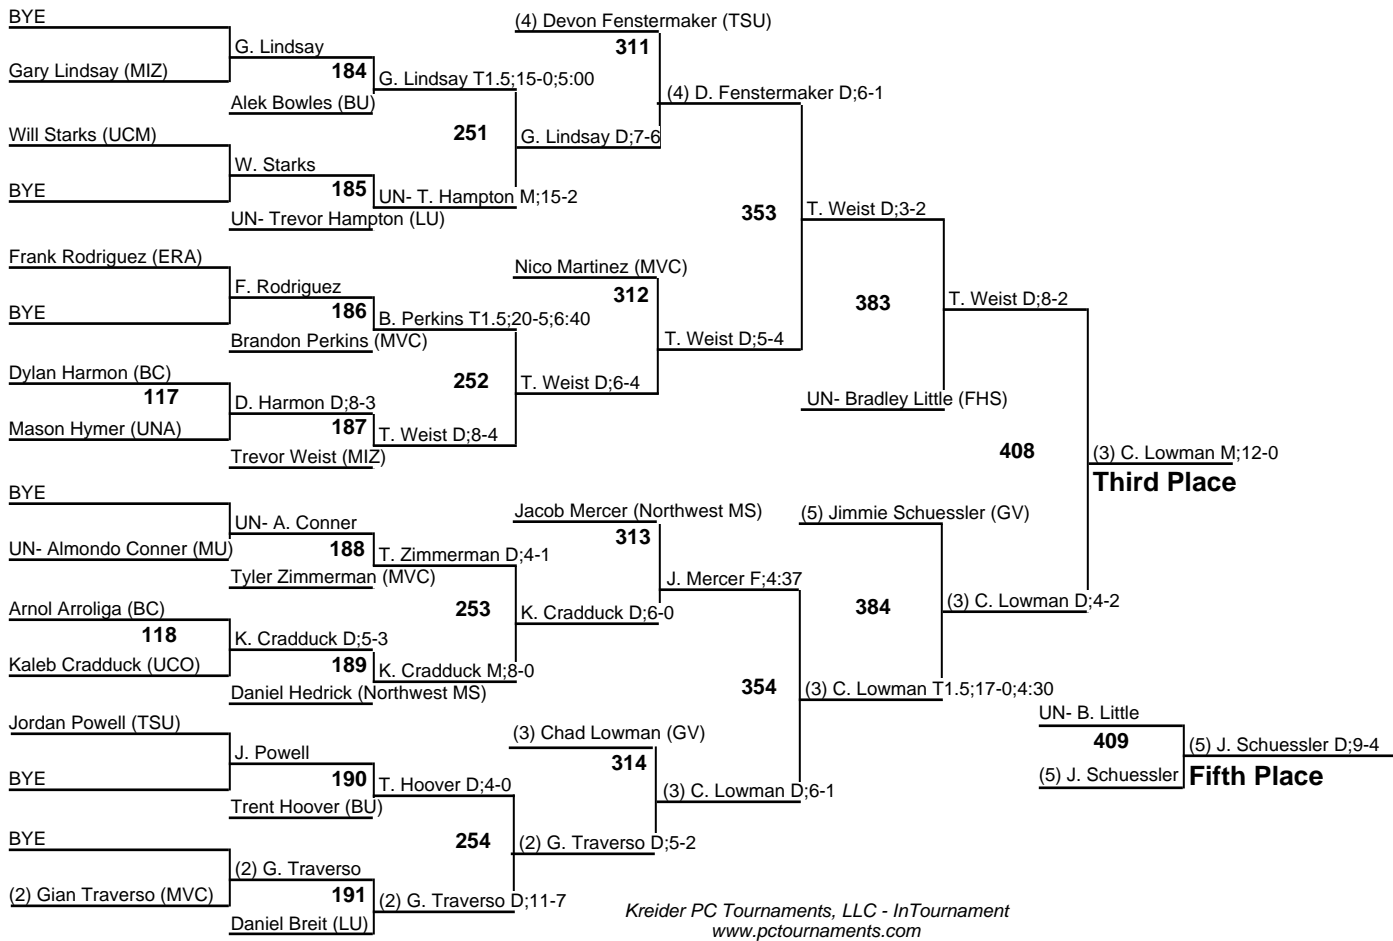 BYE
G. Lindsay
Gary Lindsay (MIZ)
184
G. Lindsay T1.5;15-0;5:00
Alek Bowles (BU)
Will Starks (UCM)
251
G. Lindsay D;7-6
W. Starks
BYE
185
UN- T. Hampton M;15-2
UN- Trevor Hampton (LU)
(4) Devon Fenstermaker (TSU)
311
(4) D. Fenstermaker D;6-1
353
T. Weist D;3-2
Frank Rodriguez (ERA)
F. Rodriguez
BYE
186
B. Perkins T1.5;20-5;6:40
Brandon Perkins (MVC)
Nico Martinez (MVC)
312
T. Weist D;5-4
383
T. Weist D;8-2
Dylan Harmon (BC)
117
252
T. Weist D;6-4
D. Harmon D;8-3
Mason Hymer (UNA)
187
T. Weist D;8-4
Trevor Weist (MIZ)
UN- Bradley Little (FHS)
408
(3) C. Lowman M;12-0
Third Place
BYE
UN- A. Conner
UN- Almondo Conner (MU)
188
T. Zimmerman D;4-1
Tyler Zimmerman (MVC)
Jacob Mercer (Northwest MS)
313
J. Mercer F;4:37
(5) Jimmie Schuessler (GV)
384
(3) C. Lowman D;4-2
Arnol Arroliga (BC)
118
253
K. Cradduck D;6-0
K. Cradduck D;5-3
Kaleb Cradduck (UCO)
189
K. Cradduck M;8-0
Daniel Hedrick (Northwest MS)
354
(3) C. Lowman T1.5;17-0;4:30
Jordan Powell (TSU)
J. Powell
BYE
190
T. Hoover D;4-0
Trent Hoover (BU)
(3) Chad Lowman (GV)
314
(3) C. Lowman D;6-1
BYE
254
(2) G. Traverso D;5-2
(2) G. Traverso
(2) Gian Traverso (MVC)
191
(2) G. Traverso D;11-7
Daniel Breit (LU)
UN- B. Little
409
(5) J. Schuessler D;9-4
(5) J. Schuessler
Fifth Place
Kreider PC Tournaments, LLC - InTournament
www.pctournaments.com